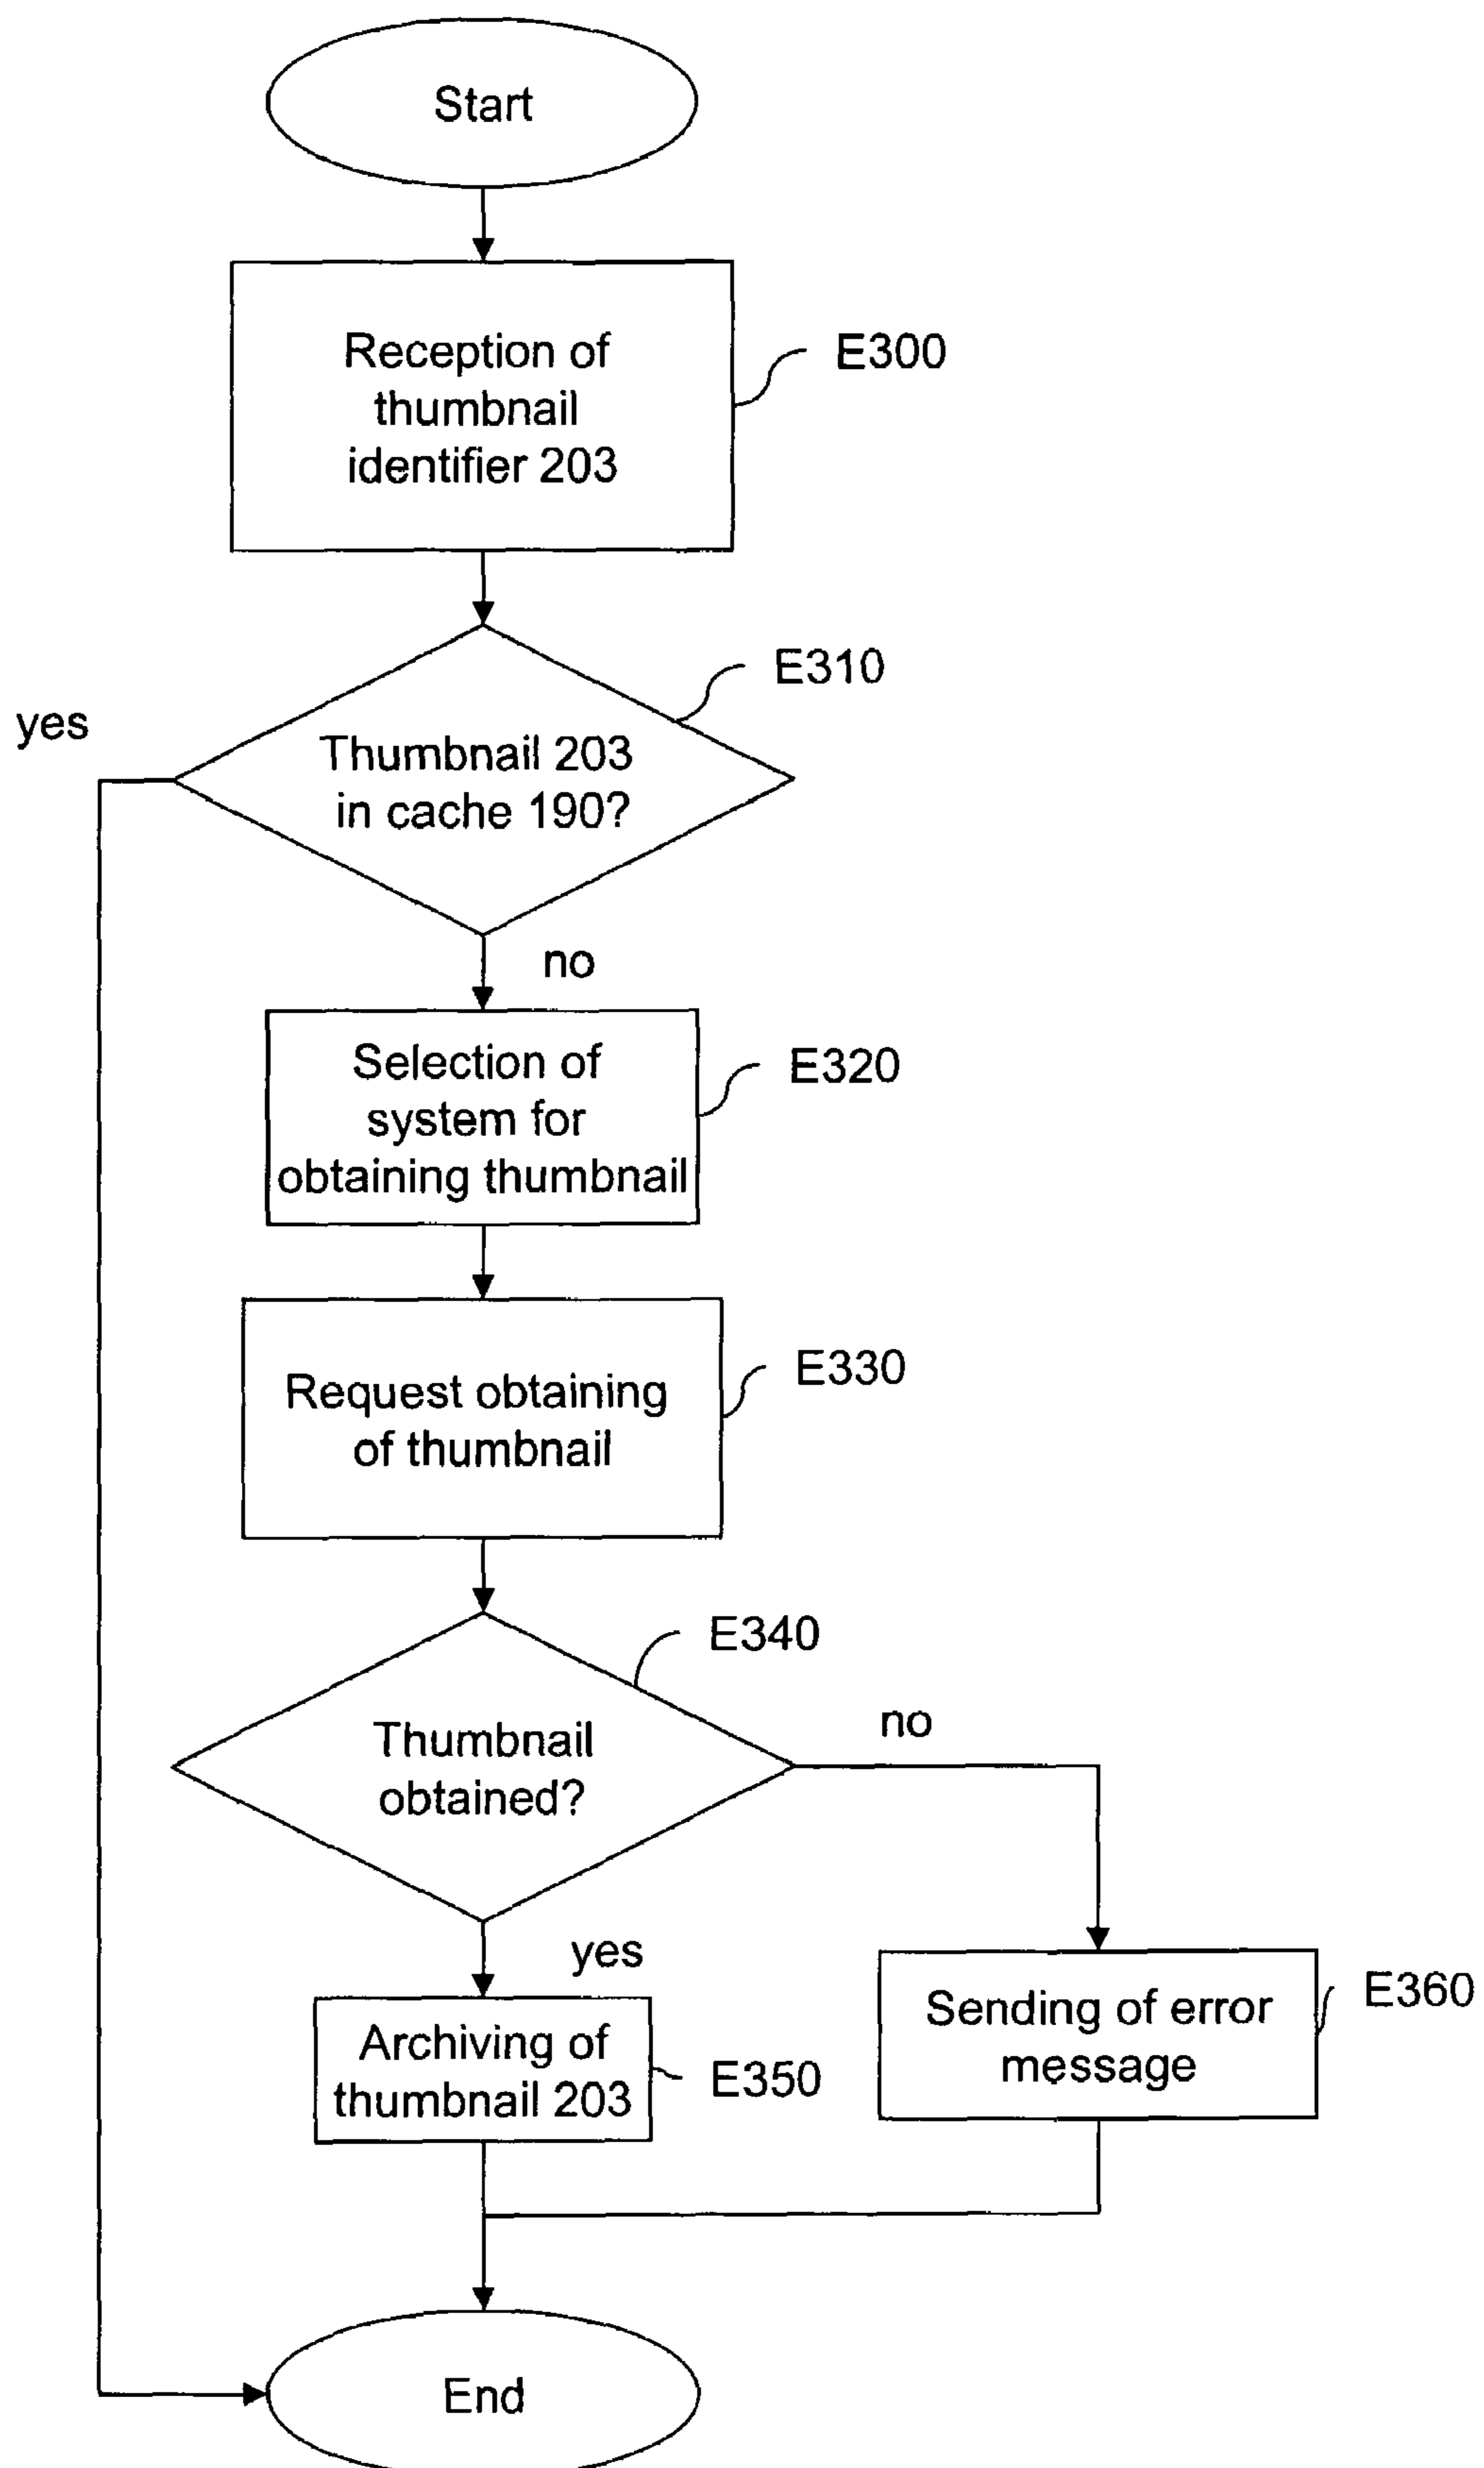 Start
Reception of
thumbnail
identifier 203
E300
E310
yes
Thumbnail 203
in cache 190?
no
Selection of
system for
obtaining thumbnail
E320
Request obtaining
of thumbnail
E330
E340
Thumbnail
obtained?
no
yes
Archiving of
thumbnail 203
E350
Sending of error
message
E360
End